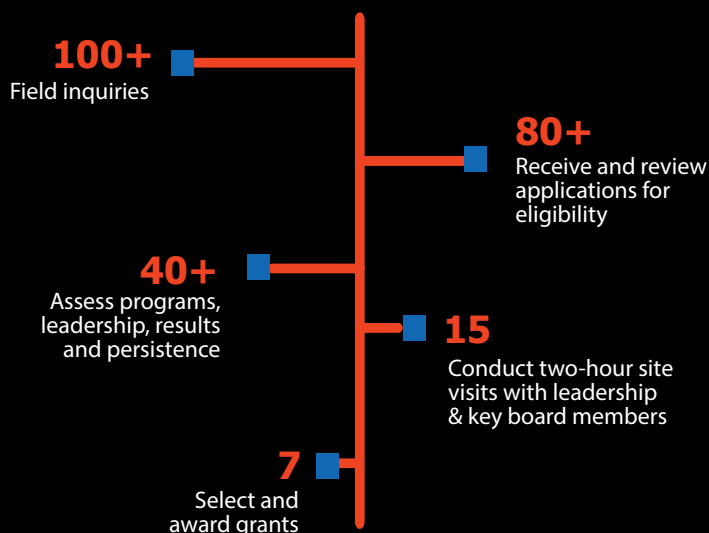 100+
Field inquiries
80+
Receive and review
applications for
eligibility
40+
Assess programs,
leadership, results
and persistence
15
Conduct two-hour site
visits with leadership
& key board members
7
Select and
award grants